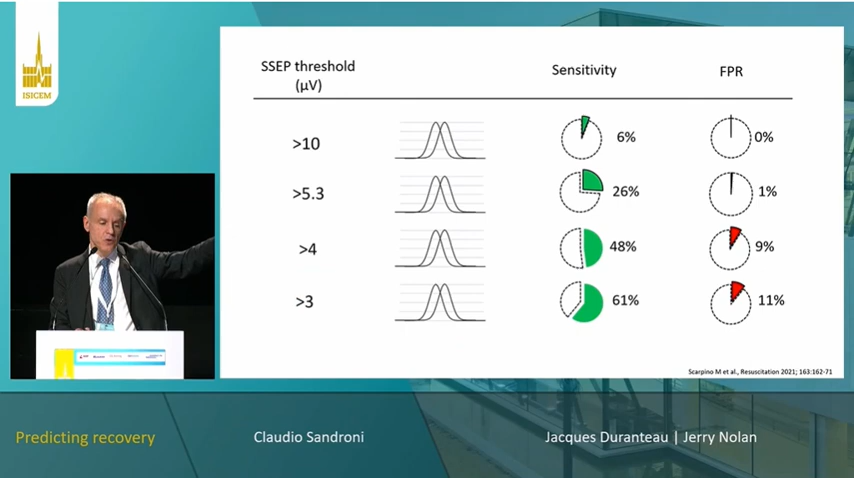 ISICEM
SSEP threshold
(µV)
Sensitivity
FPR
>10
6%
0%
>5.3
26%
1%
>4
48%
9%
>3
61%
11%
Scarpino M et al., Resuscitation 2021; 163:162-71
Predicting recovery
Claudio Sandroni
Jacques Duranteau | Jerry Nolan